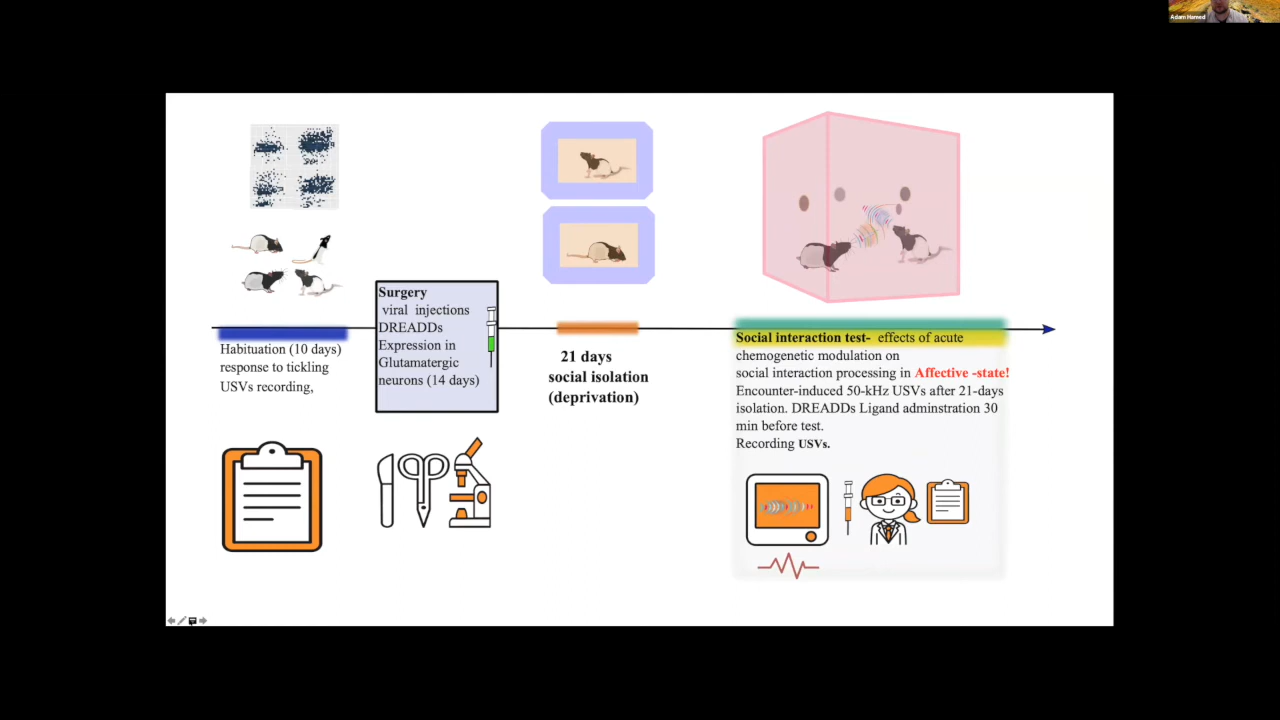 Adam Hamed
Surgery
viral injections
DREADDs
Expression in
Glutamatergic
neurons (14 days)
Habituation (10 days)
response to tickling
USVs recording,
21 days
social isolation
(deprivation)
Social interaction test- effects of acute
chemogenetic modulation on
social interaction processing in Affective -state!
Encounter-induced 50-kHz USVs after 21-days
isolation. DREADDs Ligand adminstration 30
min before test.
Recording USVs.